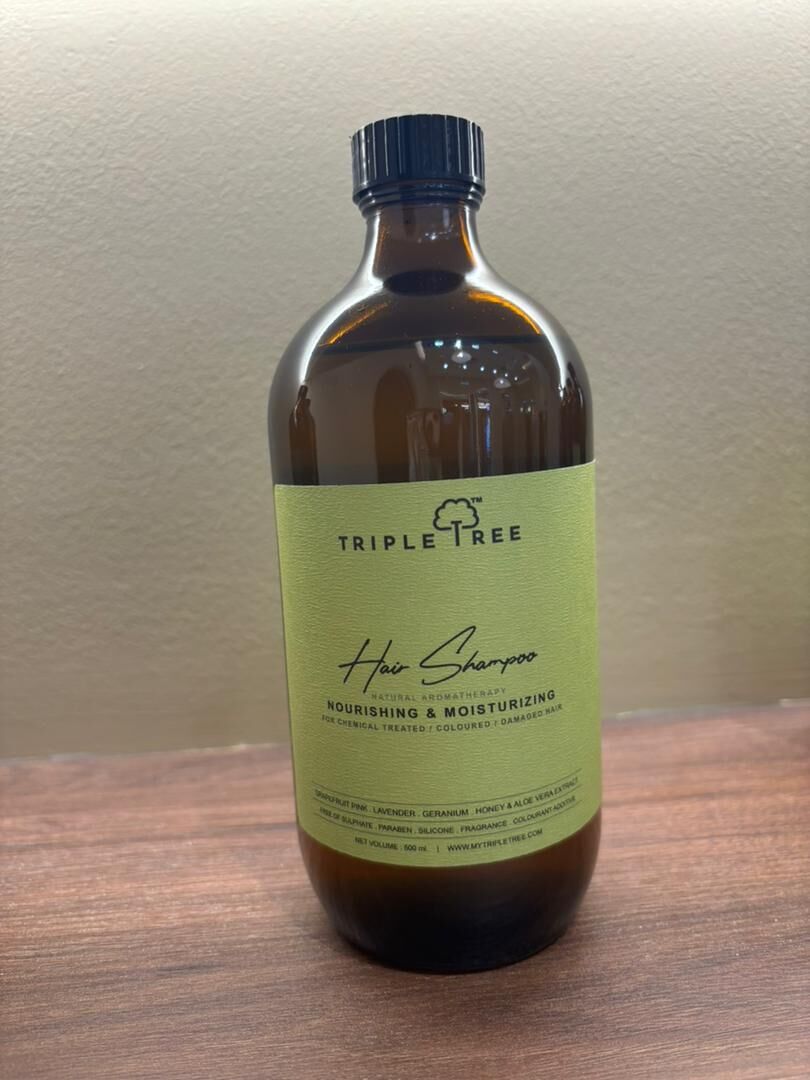 TRIPLE TREE™
Hair Shampoo
NATURAL AROMATHERAPY
NOURISHING & MOISTURIZING
FOR CHEMICAL TREATED / COLOURED / DAMAGED HAIR
GRAPEFRUIT PINK . LAVENDER . GERANIUM . HONEY & ALOE VERA EXTRACT
FREE OF SULPHATE . PARABEN . SILICONE . FRAGRANCE . COLOURANT ADDITIVE
NET VOLUME : 500 ml. | WWW.MYTRIPLETREE.COM